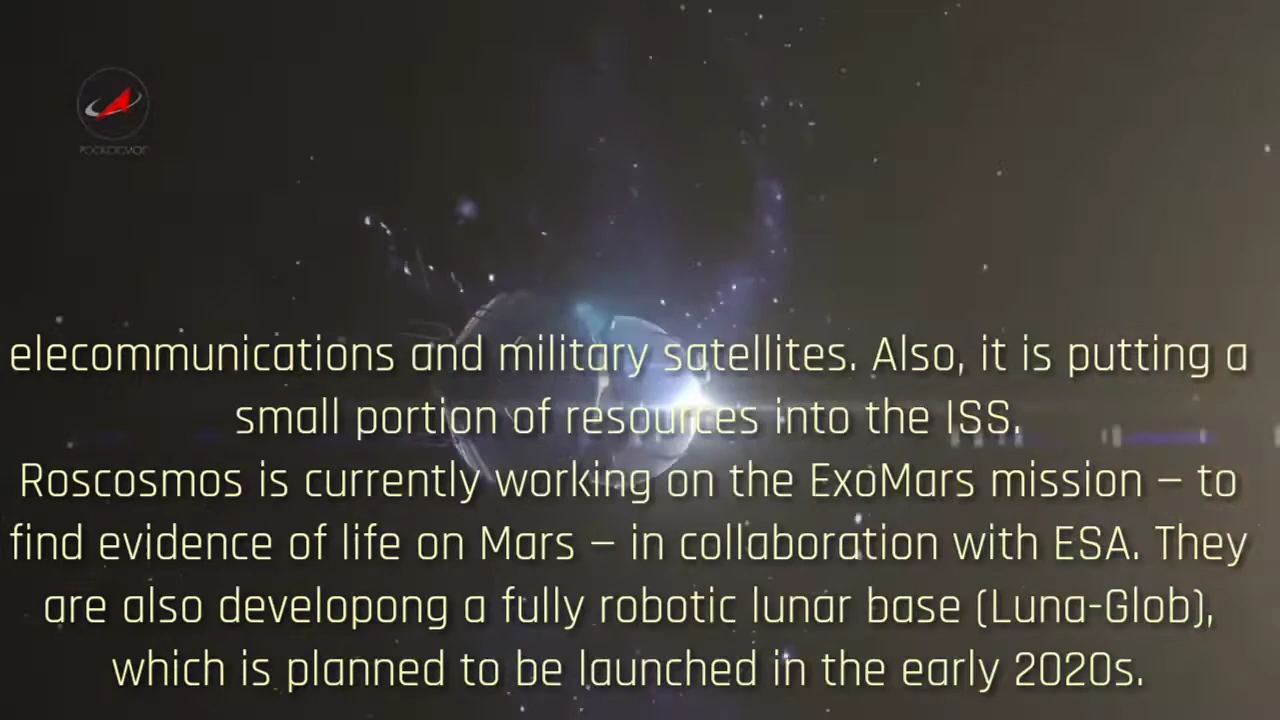 РОСКОСМОС
elecommunications and military satellites. Also, it is putting a
small portion of resources into the ISS.
Roscosmos is currently working on the ExoMars mission – to
find evidence of life on Mars – in collaboration with ESA. They
are also developong a fully robotic lunar base (Luna-Glob),
which is planned to be launched in the early 2020s.